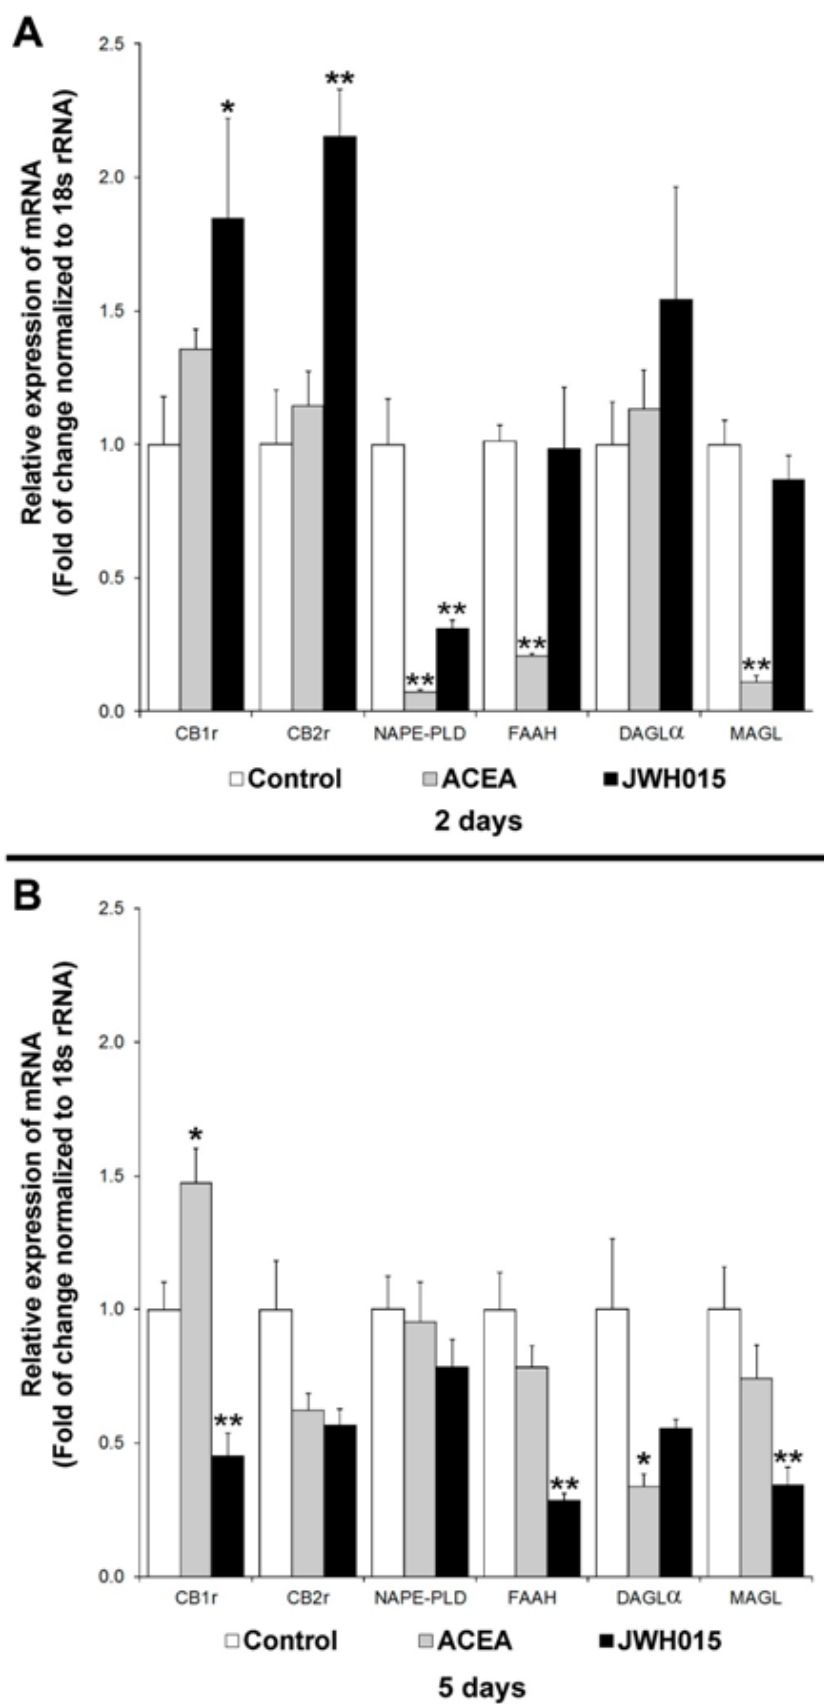 A
Relative expression of mRNA
(Fold of change normalized to 18s rRNA)
2.5
2.0
1.5
1.0
0.5
0.0
*
**
**
**
**
**
CB1r CB2r NAPE-PLD FAAH DAGLα MAGL
Control ACEA JWH015
2 days
B
Relative expression of mRNA
(Fold of change normalized to 18s rRNA)
2.5
2.0
1.5
1.0
0.5
0.0
*
**
**
*
**
CB1r CB2r NAPE-PLD FAAH DAGLα MAGL
Control ACEA JWH015
5 days